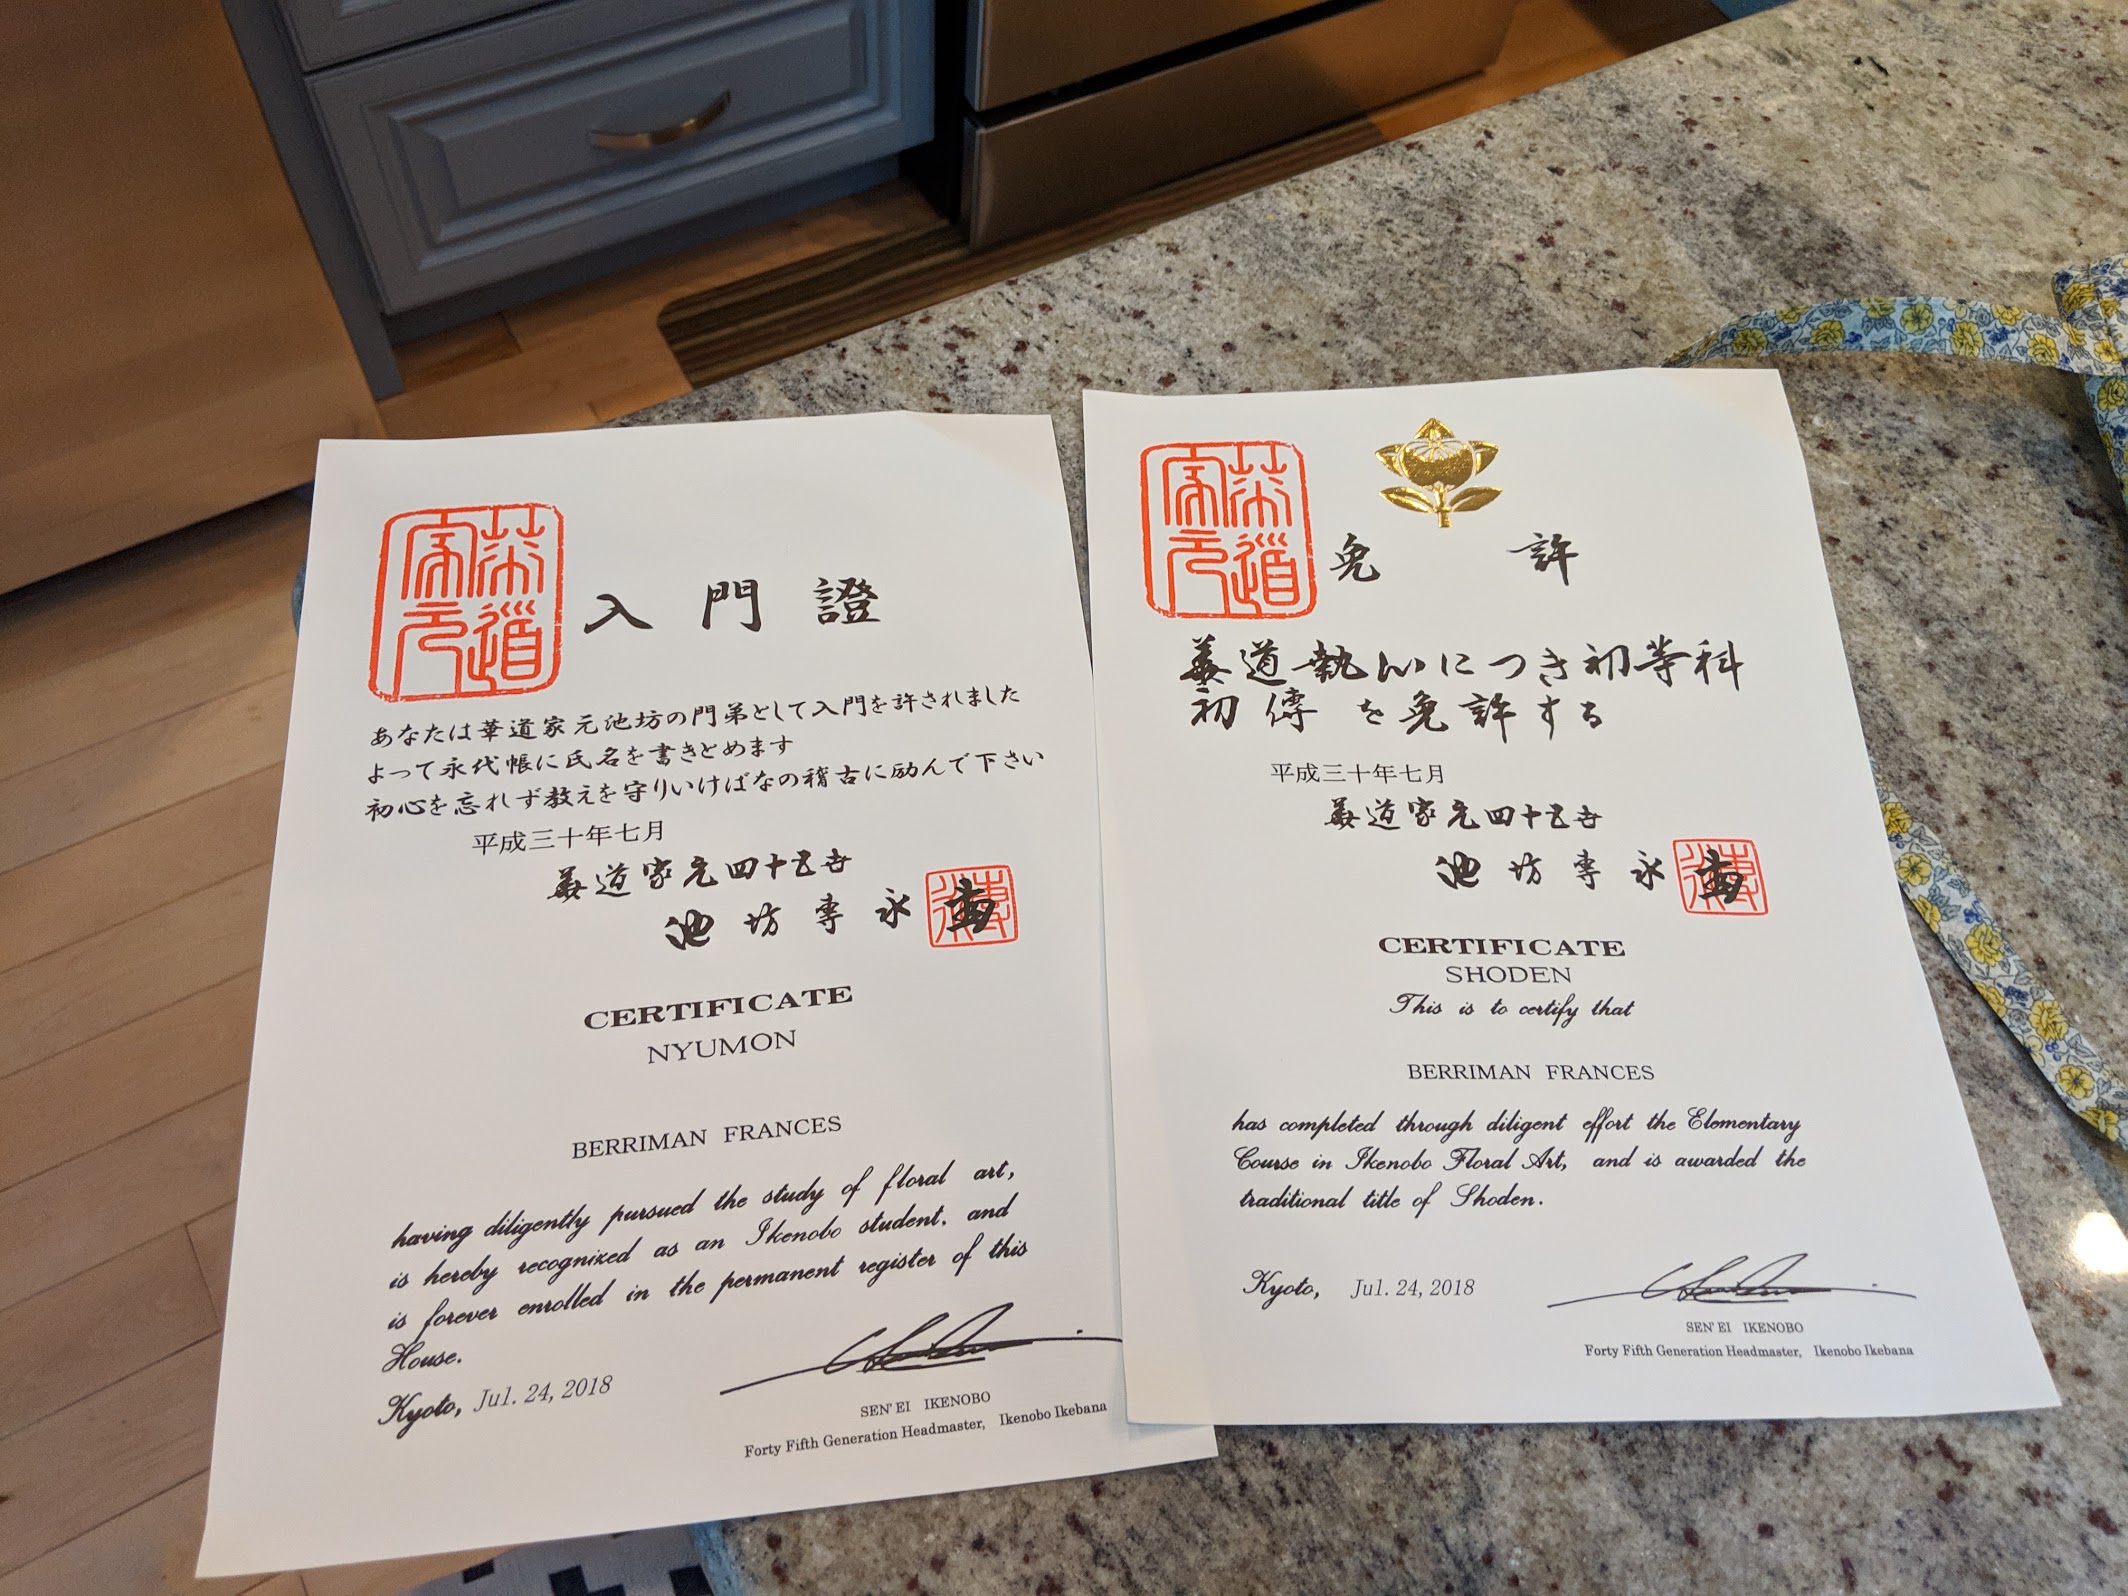 華道
家元
入門證
あなたは華道家元池坊の門弟として入門を許されました
よって永代帳に氏名を書きとめます
初心を忘れず教えを守りいけばなの稽古に励んで下さい
平成三十年七月
華道家元四十五世
池坊専永
CERTIFICATE
NYUMON
BERRIMAN FRANCES
having diligently pursued the study of floral art,
is hereby recognized as an Ikenobo student, and
is forever enrolled in the permanent register of this
House.
Kyoto, Jul. 24, 2018
SEN'EI IKENOBO
Forty Fifth Generation Headmaster, Ikenobo Ikebana
華道
家元
免許
華道執心につき初等科
初傳を免許する
平成三十年七月
華道家元四十五世
池坊専永
CERTIFICATE
SHODEN
This is to certify that
BERRIMAN FRANCES
has completed through diligent effort the Elementary
Course in Ikenobo Floral Art, and is awarded the
traditional title of Shoden.
Kyoto, Jul. 24, 2018
SEN'EI IKENOBO
Forty Fifth Generation Headmaster, Ikenobo Ikebana